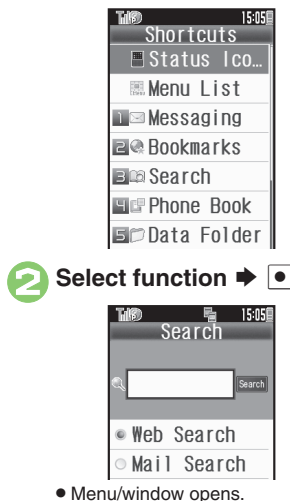 15:05
Shortcuts
Status Ico…
Menu List
1 Messaging
2 Bookmarks
3 Search
4 Phone Book
5 Data Folder
2 Select function ➡
15:05
Search
Search
Web Search
Mail Search
● Menu/window opens.